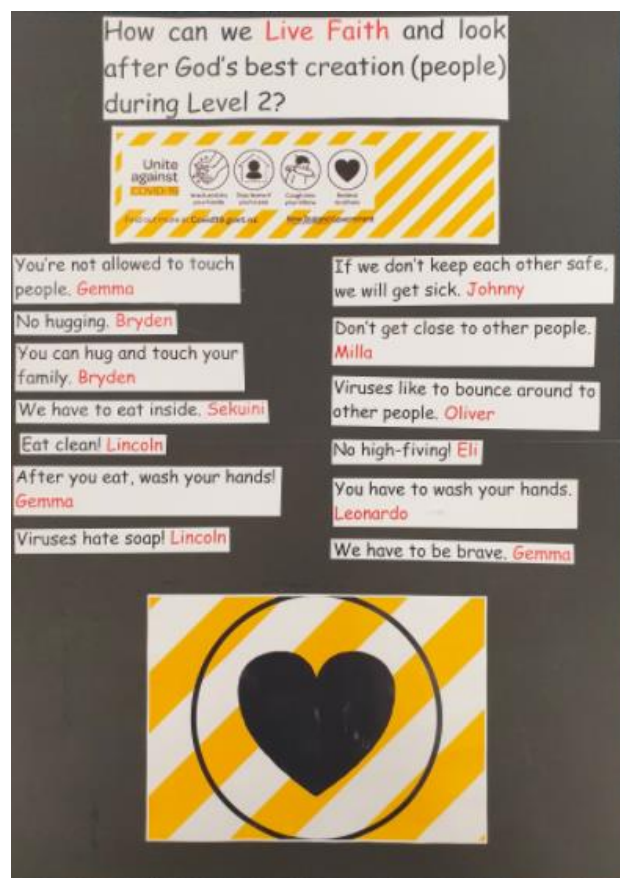 How can we Live Faith and look
after God's best creation (people)
during Level 2?
Unite
against
COVID-19
your hands
Covid19.govt.nz
You're not allowed to touch
people. Gemma
No hugging. Bryden
You can hug and touch your
family. Bryden
We have to eat inside. Sekuini
Eat clean! Lincoln
After you eat, wash your hands!
Gemma
Viruses hate soap! Lincoln
If we don't keep each other safe,
we will get sick. Johnny
Don't get close to other people.
Milla
Viruses like to bounce around to
other people. Oliver
No high-fiving! Eli
You have to wash your hands.
Leonardo
We have to be brave. Gemma